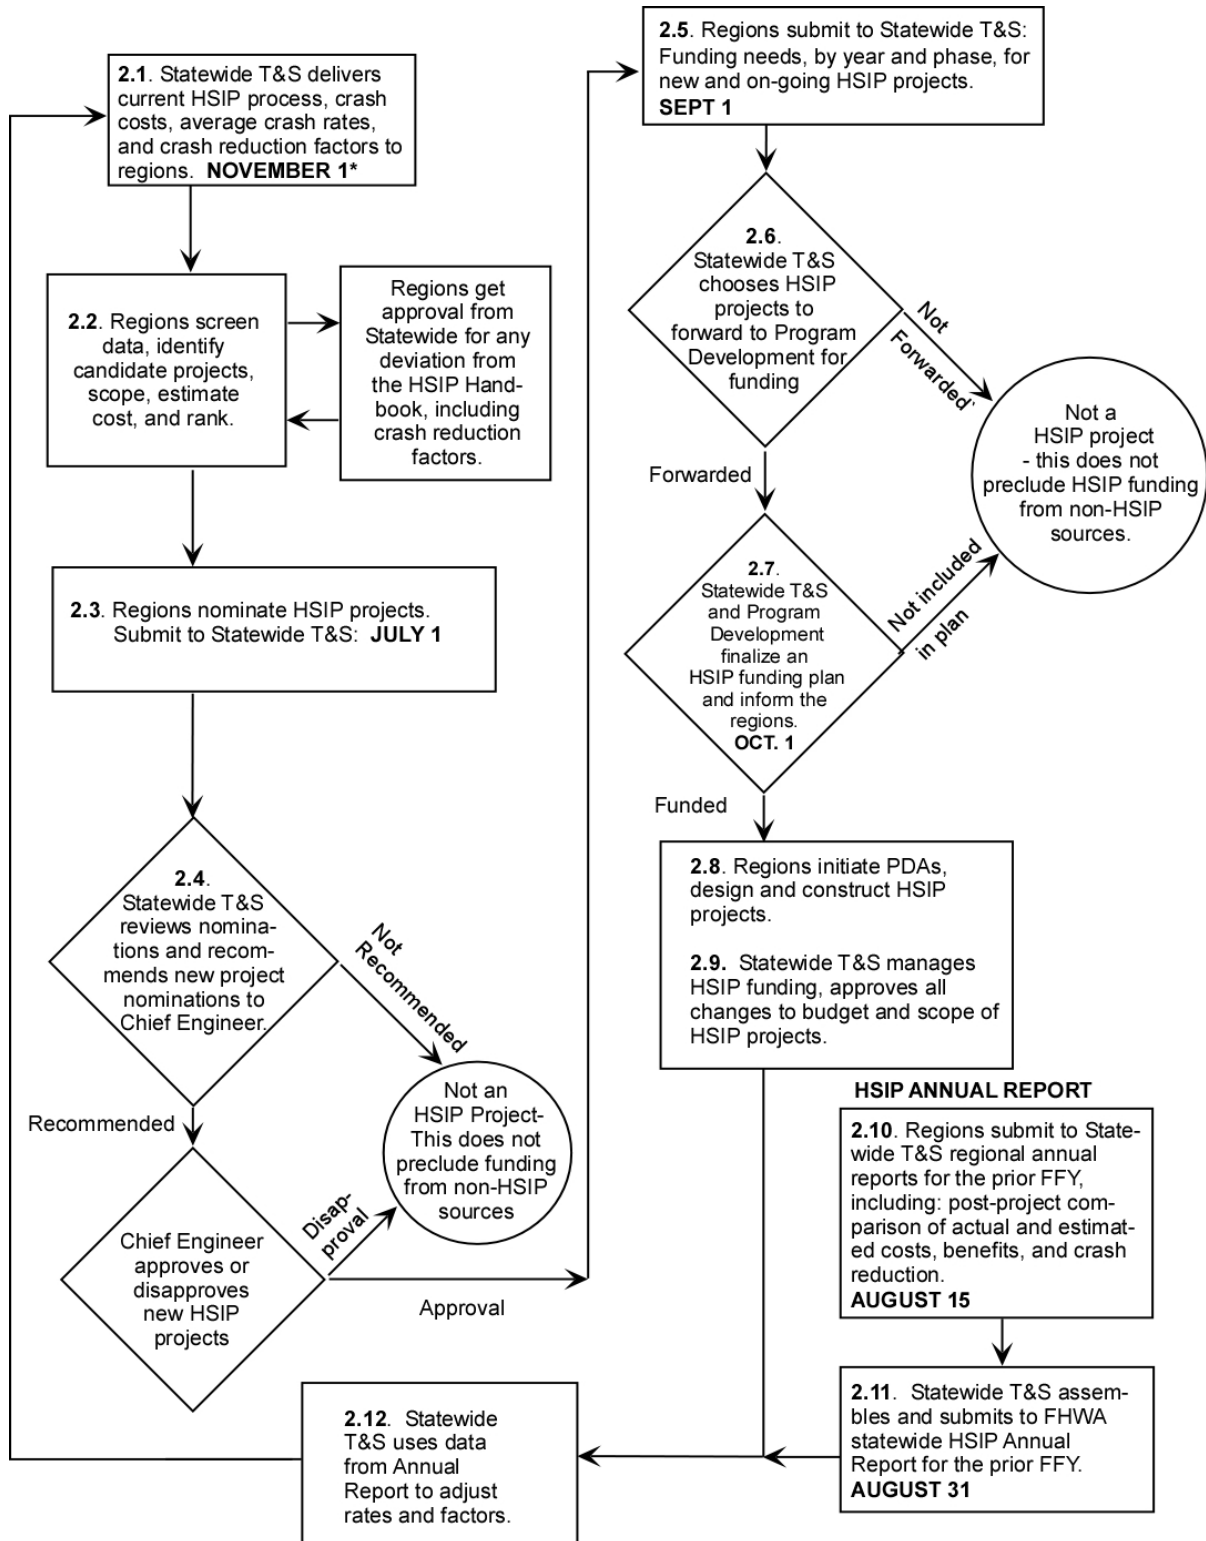 2.1. Statewide T&S delivers
current HSIP process, crash
costs, average crash rates,
and crash reduction factors to
regions. NOVEMBER 1*
2.2. Regions screen
data, identify
candidate projects,
scope, estimate
cost, and rank.
Regions get
approval from
Statewide for any
deviation from
the HSIP Hand-
book, including
crash reduction
factors.
2.3. Regions nominate HSIP projects.
Submit to Statewide T&S: JULY 1
2.4.
Statewide T&S
reviews nomina-
tions and recom-
mends new project
nominations to
Chief Engineer.
Not
Recommended
Recommended
Not an
HSIP Project-
This does not
preclude funding
from non-HSIP
sources
Chief Engineer
approves or
disapproves
new HSIP
projects
Disap-
proval
Approval
2.5. Regions submit to Statewide T&S:
Funding needs, by year and phase, for
new and on-going HSIP projects.
SEPT 1
2.6.
Statewide T&S
chooses HSIP
projects to
forward to Program
Development for
funding
Not
Forwarded`
Forwarded
Not a
HSIP project
- this does not
preclude HSIP funding
from non-HSIP
sources.
2.7.
Statewide T&S
and Program
Development
finalize an
HSIP funding plan
and inform the
regions.
OCT. 1
Not included
in plan
Funded
2.8. Regions initiate PDAs,
design and construct HSIP
projects.
2.9. Statewide T&S manages
HSIP funding, approves all
changes to budget and scope of
HSIP projects.
HSIP ANNUAL REPORT
2.10. Regions submit to State-
wide T&S regional annual
reports for the prior FFY,
including: post-project com-
parison of actual and estimat-
ed costs, benefits, and crash
reduction.
AUGUST 15
2.11. Statewide T&S assem-
bles and submits to FHWA
statewide HSIP Annual
Report for the prior FFY.
AUGUST 31
2.12. Statewide
T&S uses data
from Annual
Report to adjust
rates and factors.